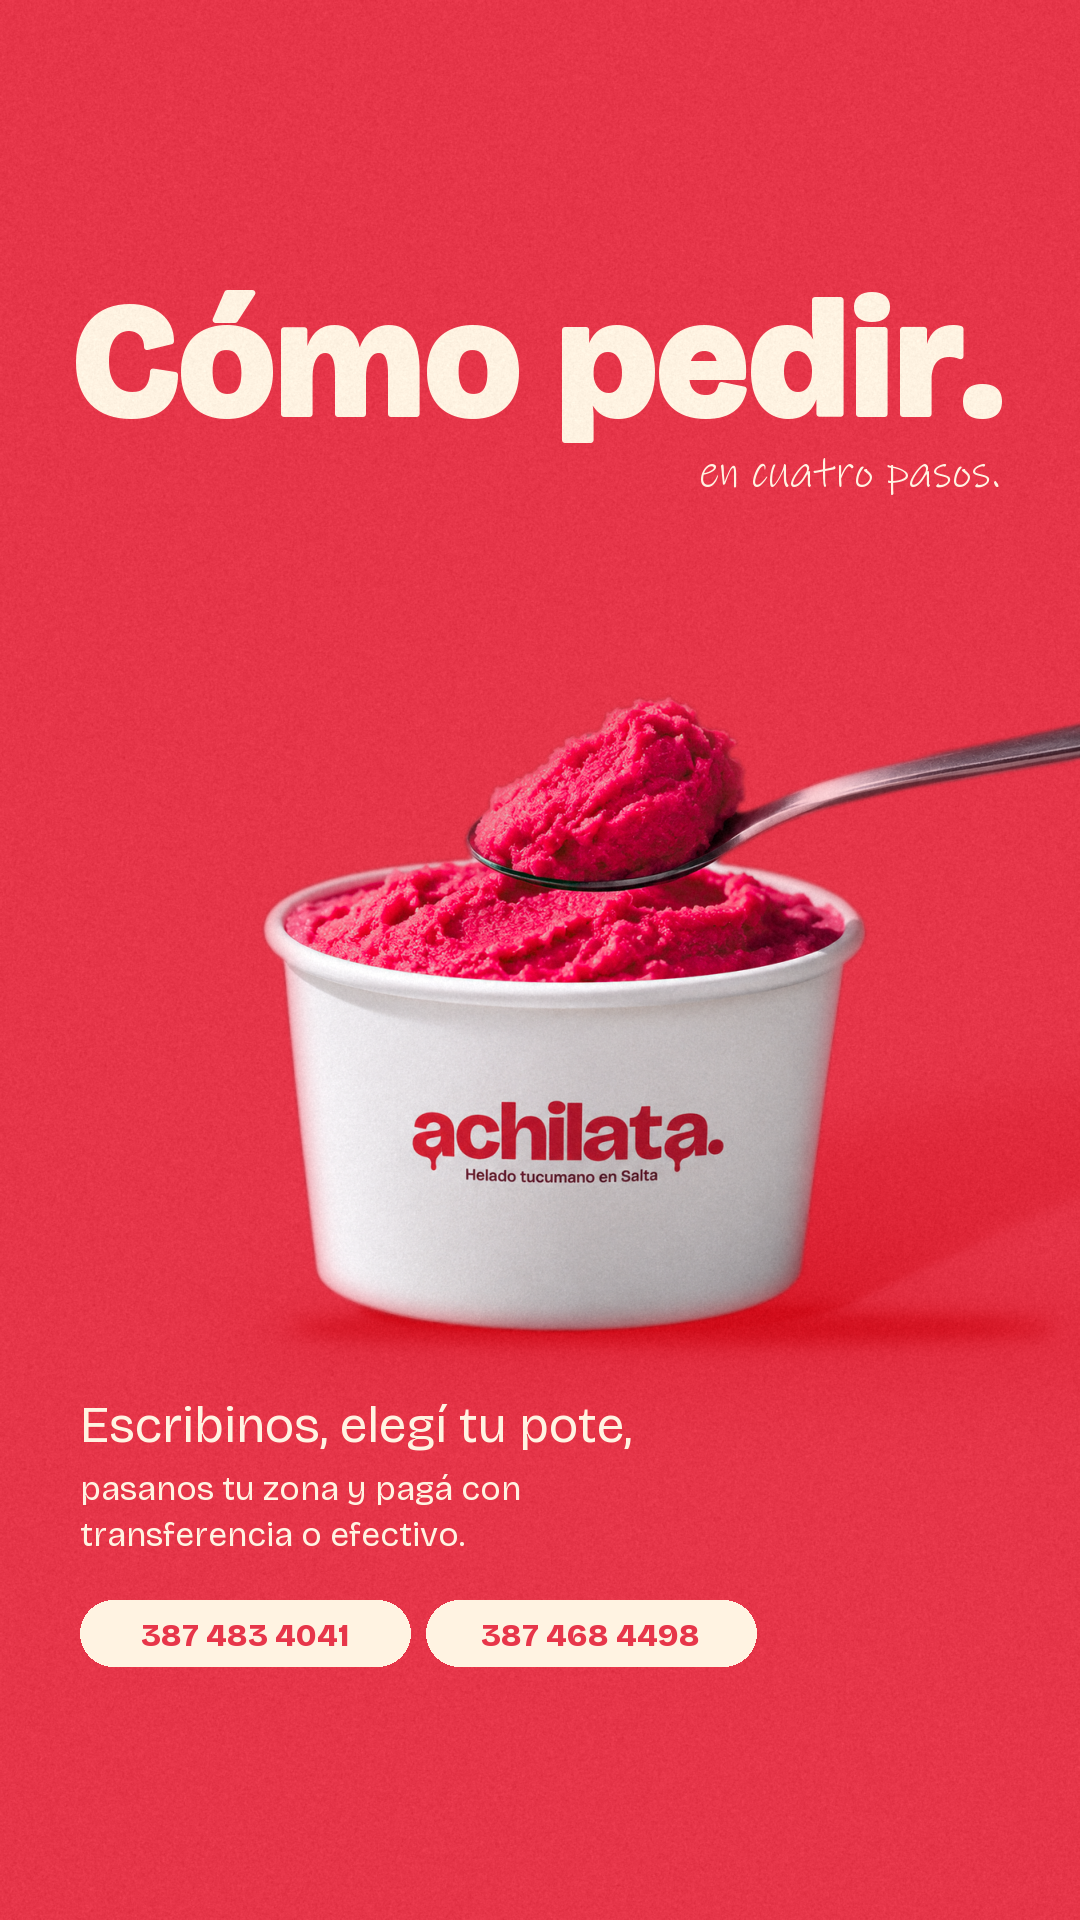 Cómo pedir.
en cuatro pasos.
achilata.
Helado tucumano en Salta
Escribinos, elegí tu pote,
pasanos tu zona y pagá con
transferencia o efectivo.
387 483 4041
387 468 4498